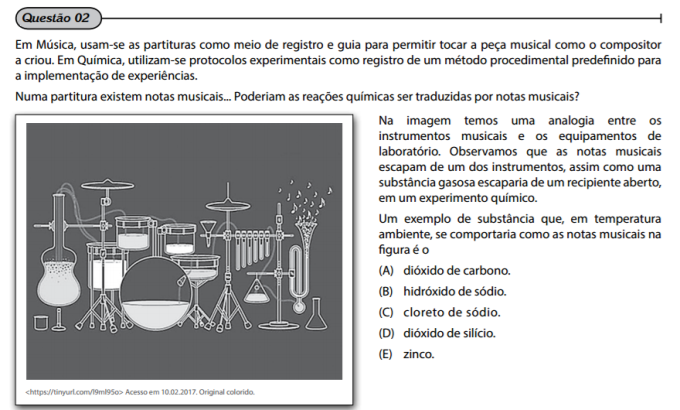 Questão 02
Em Música, usam-se as partituras como meio de registro e guia para permitir tocar a peça musical como o compositor
a criou. Em Química, utilizam-se protocolos experimentais como registro de um método procedimental predefinido para
a implementação de experiências.
Numa partitura existem notas musicais... Poderiam as reações químicas ser traduzidas por notas musicais?
Na imagem temos uma analogia entre os
instrumentos musicais e os equipamentos de
laboratório. Observamos que as notas musicais
escapam de um dos instrumentos, assim como uma
substância gasosa escaparia de um recipiente aberto,
em um experimento químico.
Um exemplo de substância que, em temperatura
ambiente, se comportaria como as notas musicais na
figura é o
(A) dióxido de carbono.
(B) hidróxido de sódio.
(C) cloreto de sódio.
(D) dióxido de silício.
(E) zinco.
<https://tinyurl.com/l9ml95o> Acesso em 10.02.2017. Original colorido.